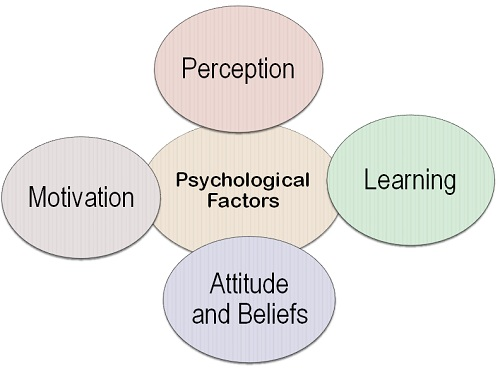 Perception
Motivation
Psychological
Factors
Learning
Attitude
and Beliefs